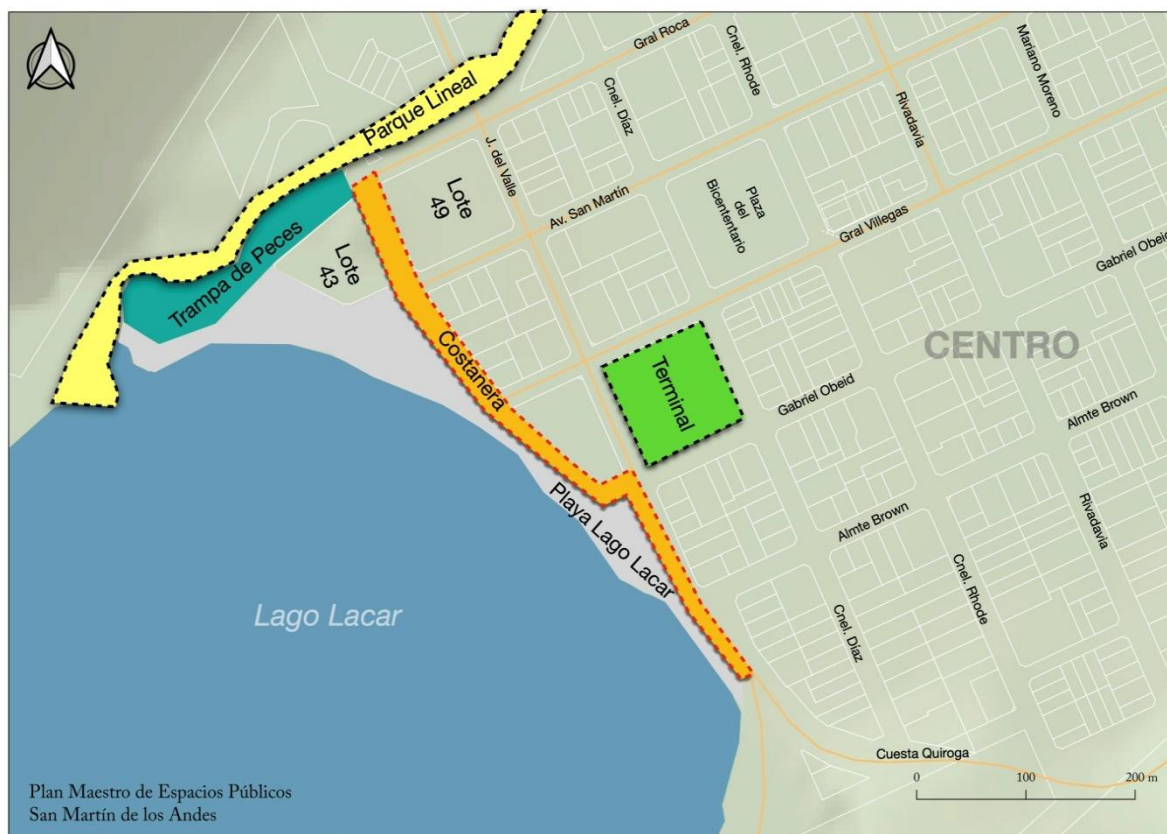 Gral Roca
Cnel. Rhode
Mariano Moreno
Parque Lineal
Cnel. Díaz
Rivadavia
J. del Valle
Lote
49
Av. San Martín
Plaza
del
Bicententario
Gral Villegas
Gabriel Obeid
Trampa de Peces
Lote
43
Costanera
Terminal
CENTRO
Gabriel Obeid
Almte Brown
Playa Lago Lacar
Almte Brown
Rivadavia
Cnel. Rhode
Cnel. Díaz
Lago Lacar
Cuesta Quiroga
0 100 200 m
Plan Maestro de Espacios Públicos
San Martín de los Andes